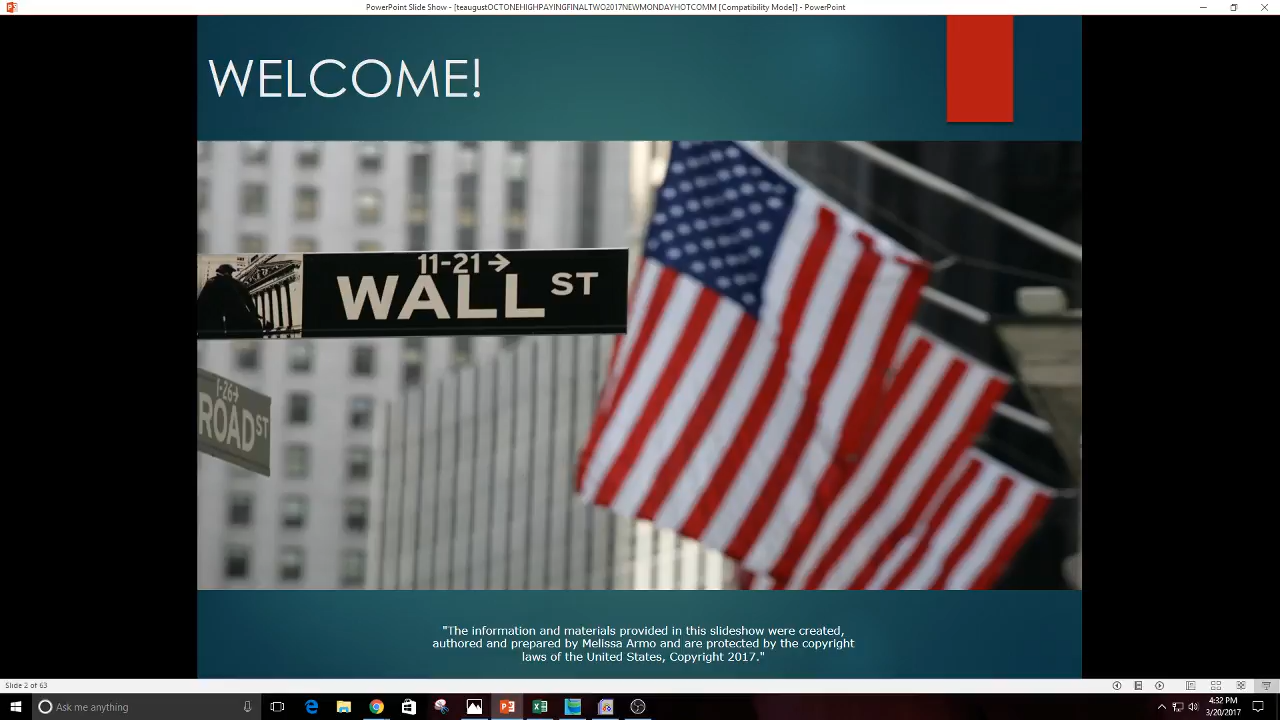 PowerPoint Slide Show - [teaugustOCTONEHIGHPAYINGFINALTWO2017NEWMONDAYHOTCOMM [Compatibility Mode]] - PowerPoint
WELCOME!
11-21→
WALL ST
1-26→
ROAD ST
"The information and materials provided in this slideshow were created,
authored and prepared by Melissa Armo and are protected by the copyright
laws of the United States, Copyright 2017."
Slide 2 of 63
Ask me anything
4:32 PM
3/20/2017